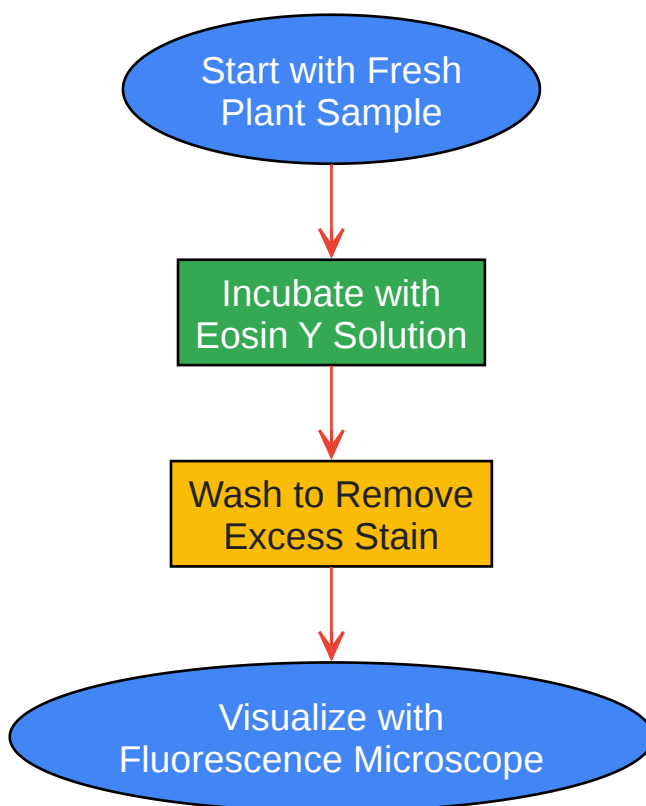 Start with Fresh
Plant Sample
Incubate with
Eosin Y Solution
Wash to Remove
Excess Stain
Visualize with
Fluorescence Microscope